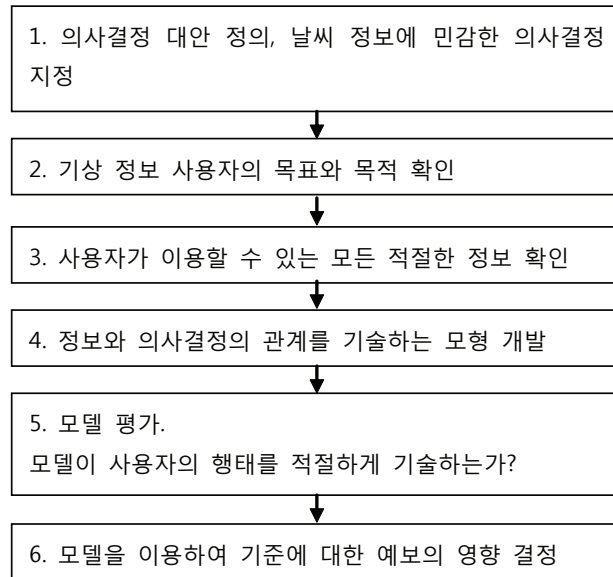 1. 의사결정 대안 정의, 날씨 정보에 민감한 의사결정
지정
2. 기상 정보 사용자의 목표와 목적 확인
3. 사용자가 이용할 수 있는 모든 적절한 정보 확인
4. 정보와 의사결정의 관계를 기술하는 모형 개발
5. 모델 평가.
모델이 사용자의 행태를 적절하게 기술하는가?
6. 모델을 이용하여 기준에 대한 예보의 영향 결정